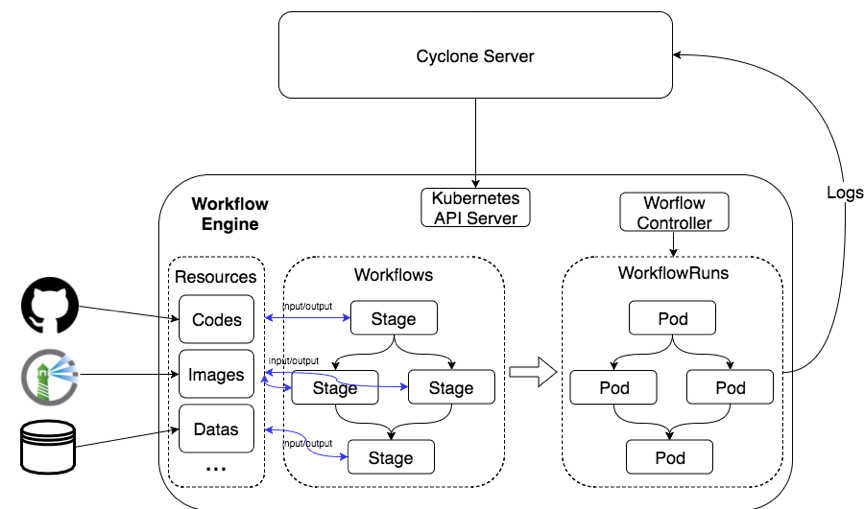 Cyclone Server
Logs
Workflow
Engine
Kubernetes
API Server
Worflow
Controller
Resources
Workflows
WorkflowRuns
Codes
input/output
Stage
Pod
Images
input/output
Stage
Stage
Pod
Pod
Datas
input/output
Stage
Pod
...